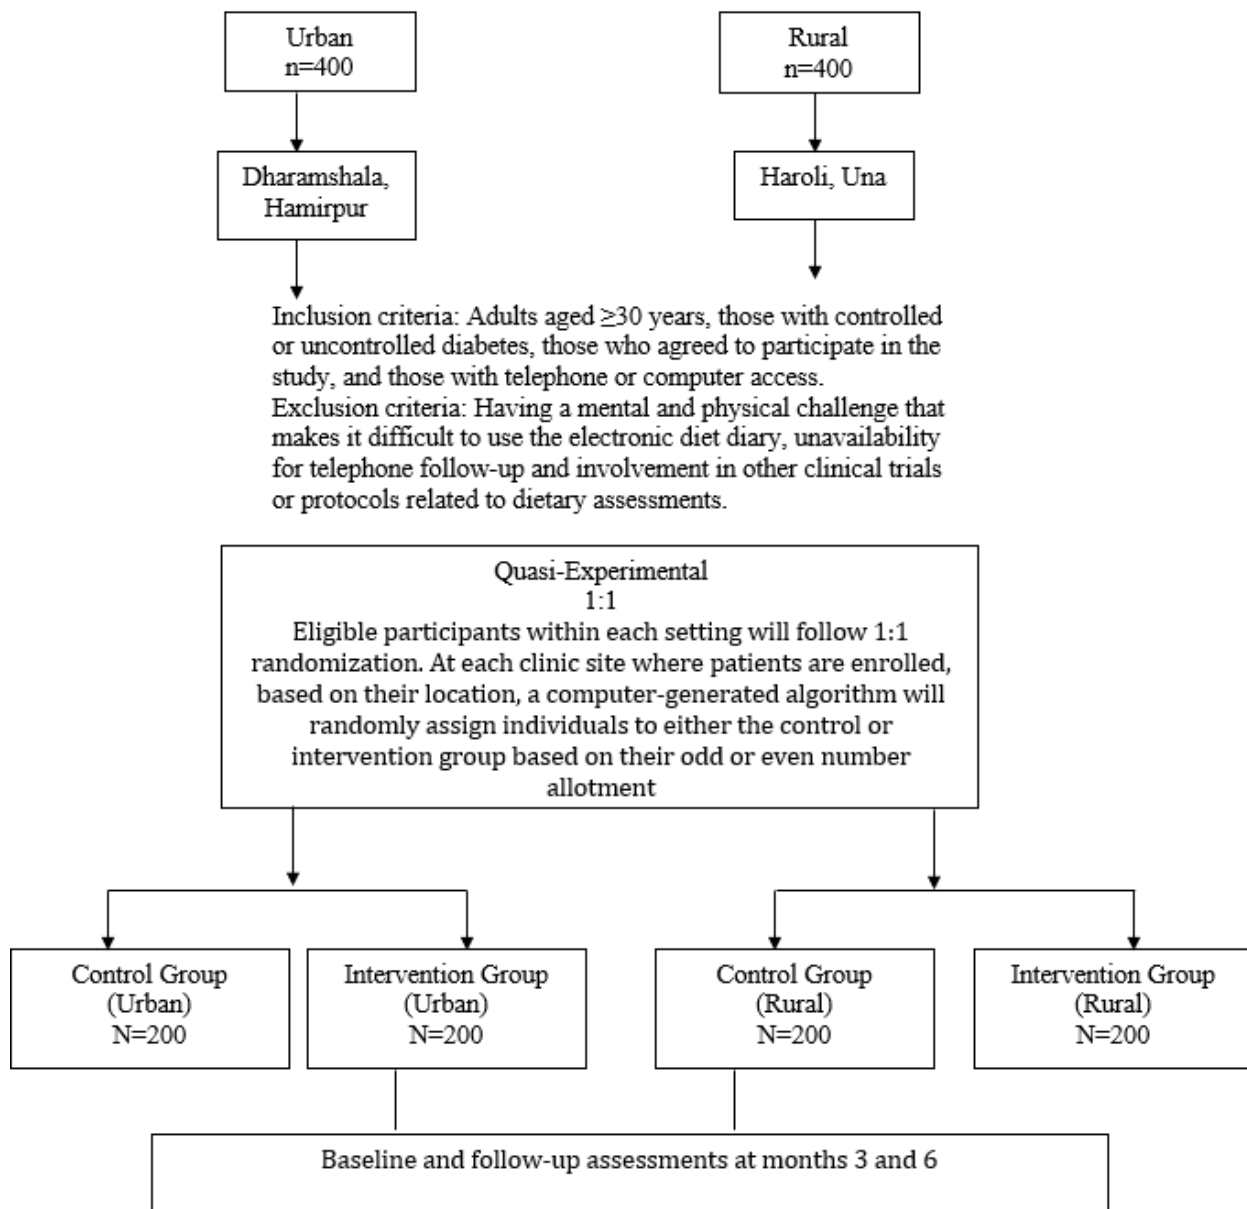 Urban
n=400
Rural
n=400
Dharamshala,
Hamirpur
Haroli, Una
Inclusion criteria: Adults aged ≥30 years, those with controlled
or uncontrolled diabetes, those who agreed to participate in the
study, and those with telephone or computer access.
Exclusion criteria: Having a mental and physical challenge that
makes it difficult to use the electronic diet diary, unavailability
for telephone follow-up and involvement in other clinical trials
or protocols related to dietary assessments.
Quasi-Experimental
1:1
Eligible participants within each setting will follow 1:1
randomization. At each clinic site where patients are enrolled,
based on their location, a computer-generated algorithm will
randomly assign individuals to either the control or
intervention group based on their odd or even number
allotment
Control Group
(Urban)
N=200
Intervention Group
(Urban)
N=200
Control Group
(Rural)
N=200
Intervention Group
(Rural)
N=200
Baseline and follow-up assessments at months 3 and 6